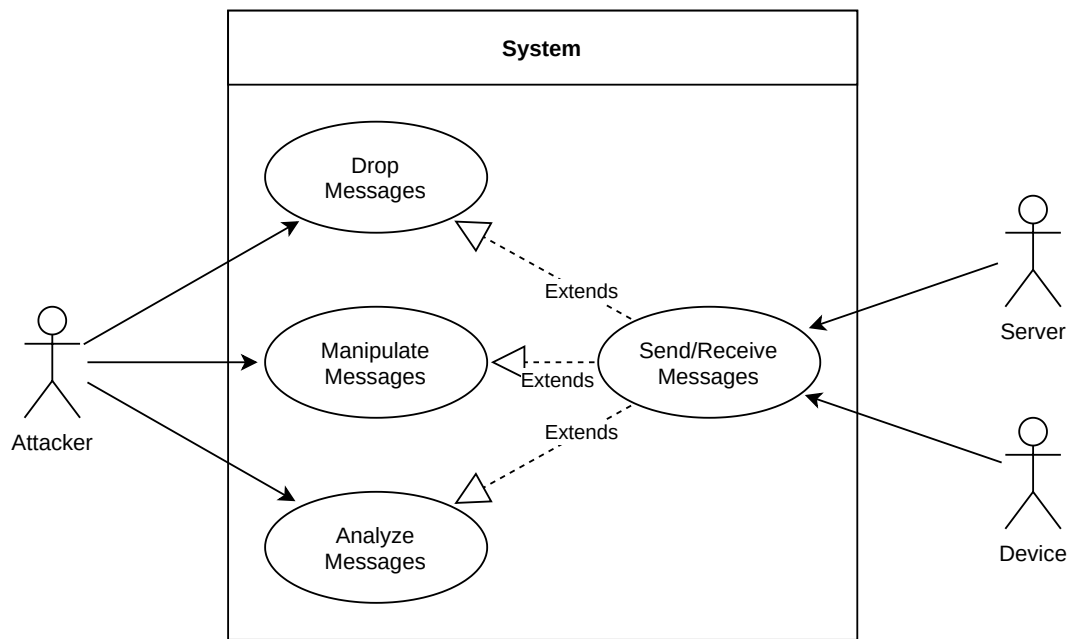 System
Drop
Messages
Extends
Server
Manipulate
Messages
Extends
Send/Receive
Messages
Attacker
Extends
Analyze
Messages
Device